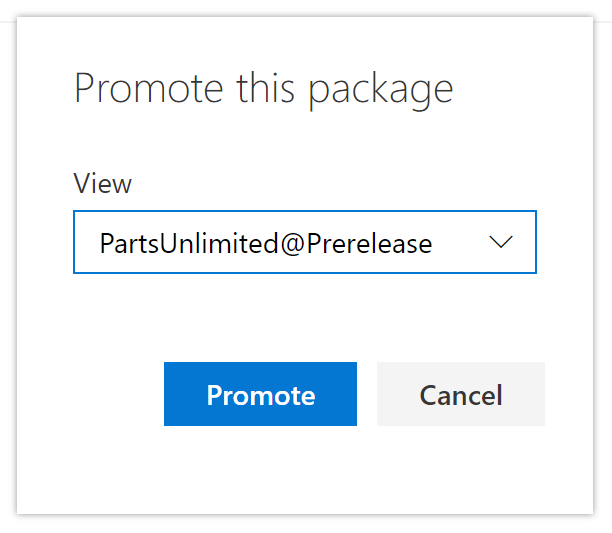 Promote this package
View
PartsUnlimited@Prerelease
Promote Cancel